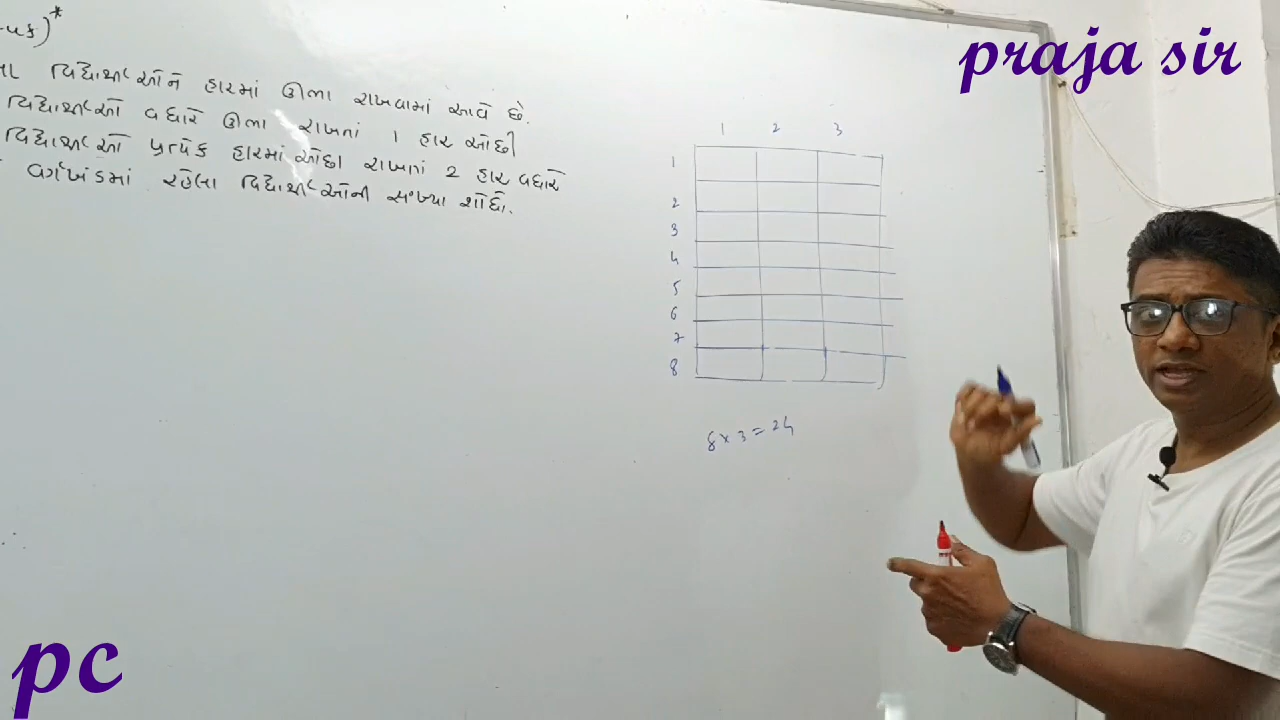 praja sir
વિદ્યાર્થીઓને હારમાં ઊભા રાખવામાં આવે છે.
વિદ્યાર્થીઓ વધારે ઊભા રાખતાં 1 હાર ઓછી
વિદ્યાર્થીઓ પ્રત્યેક હારમાં ઓછા રાખતાં 2 હાર વધારે
વર્ગખંડમાં રહેલા વિદ્યાર્થીઓની સંખ્યા શોધો.
1 2 3
1
2
3
4
5
6
7
8
8 × 3 = 24
pc